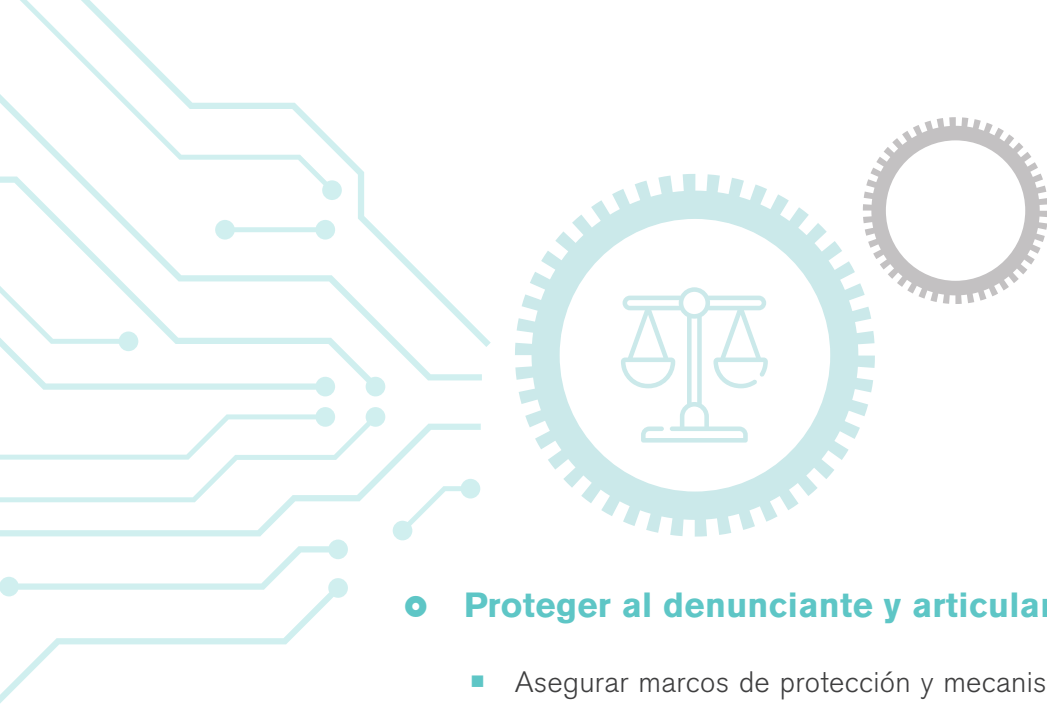 Proteger al denunciante y articular
Asegurar marcos de protección y mecanis